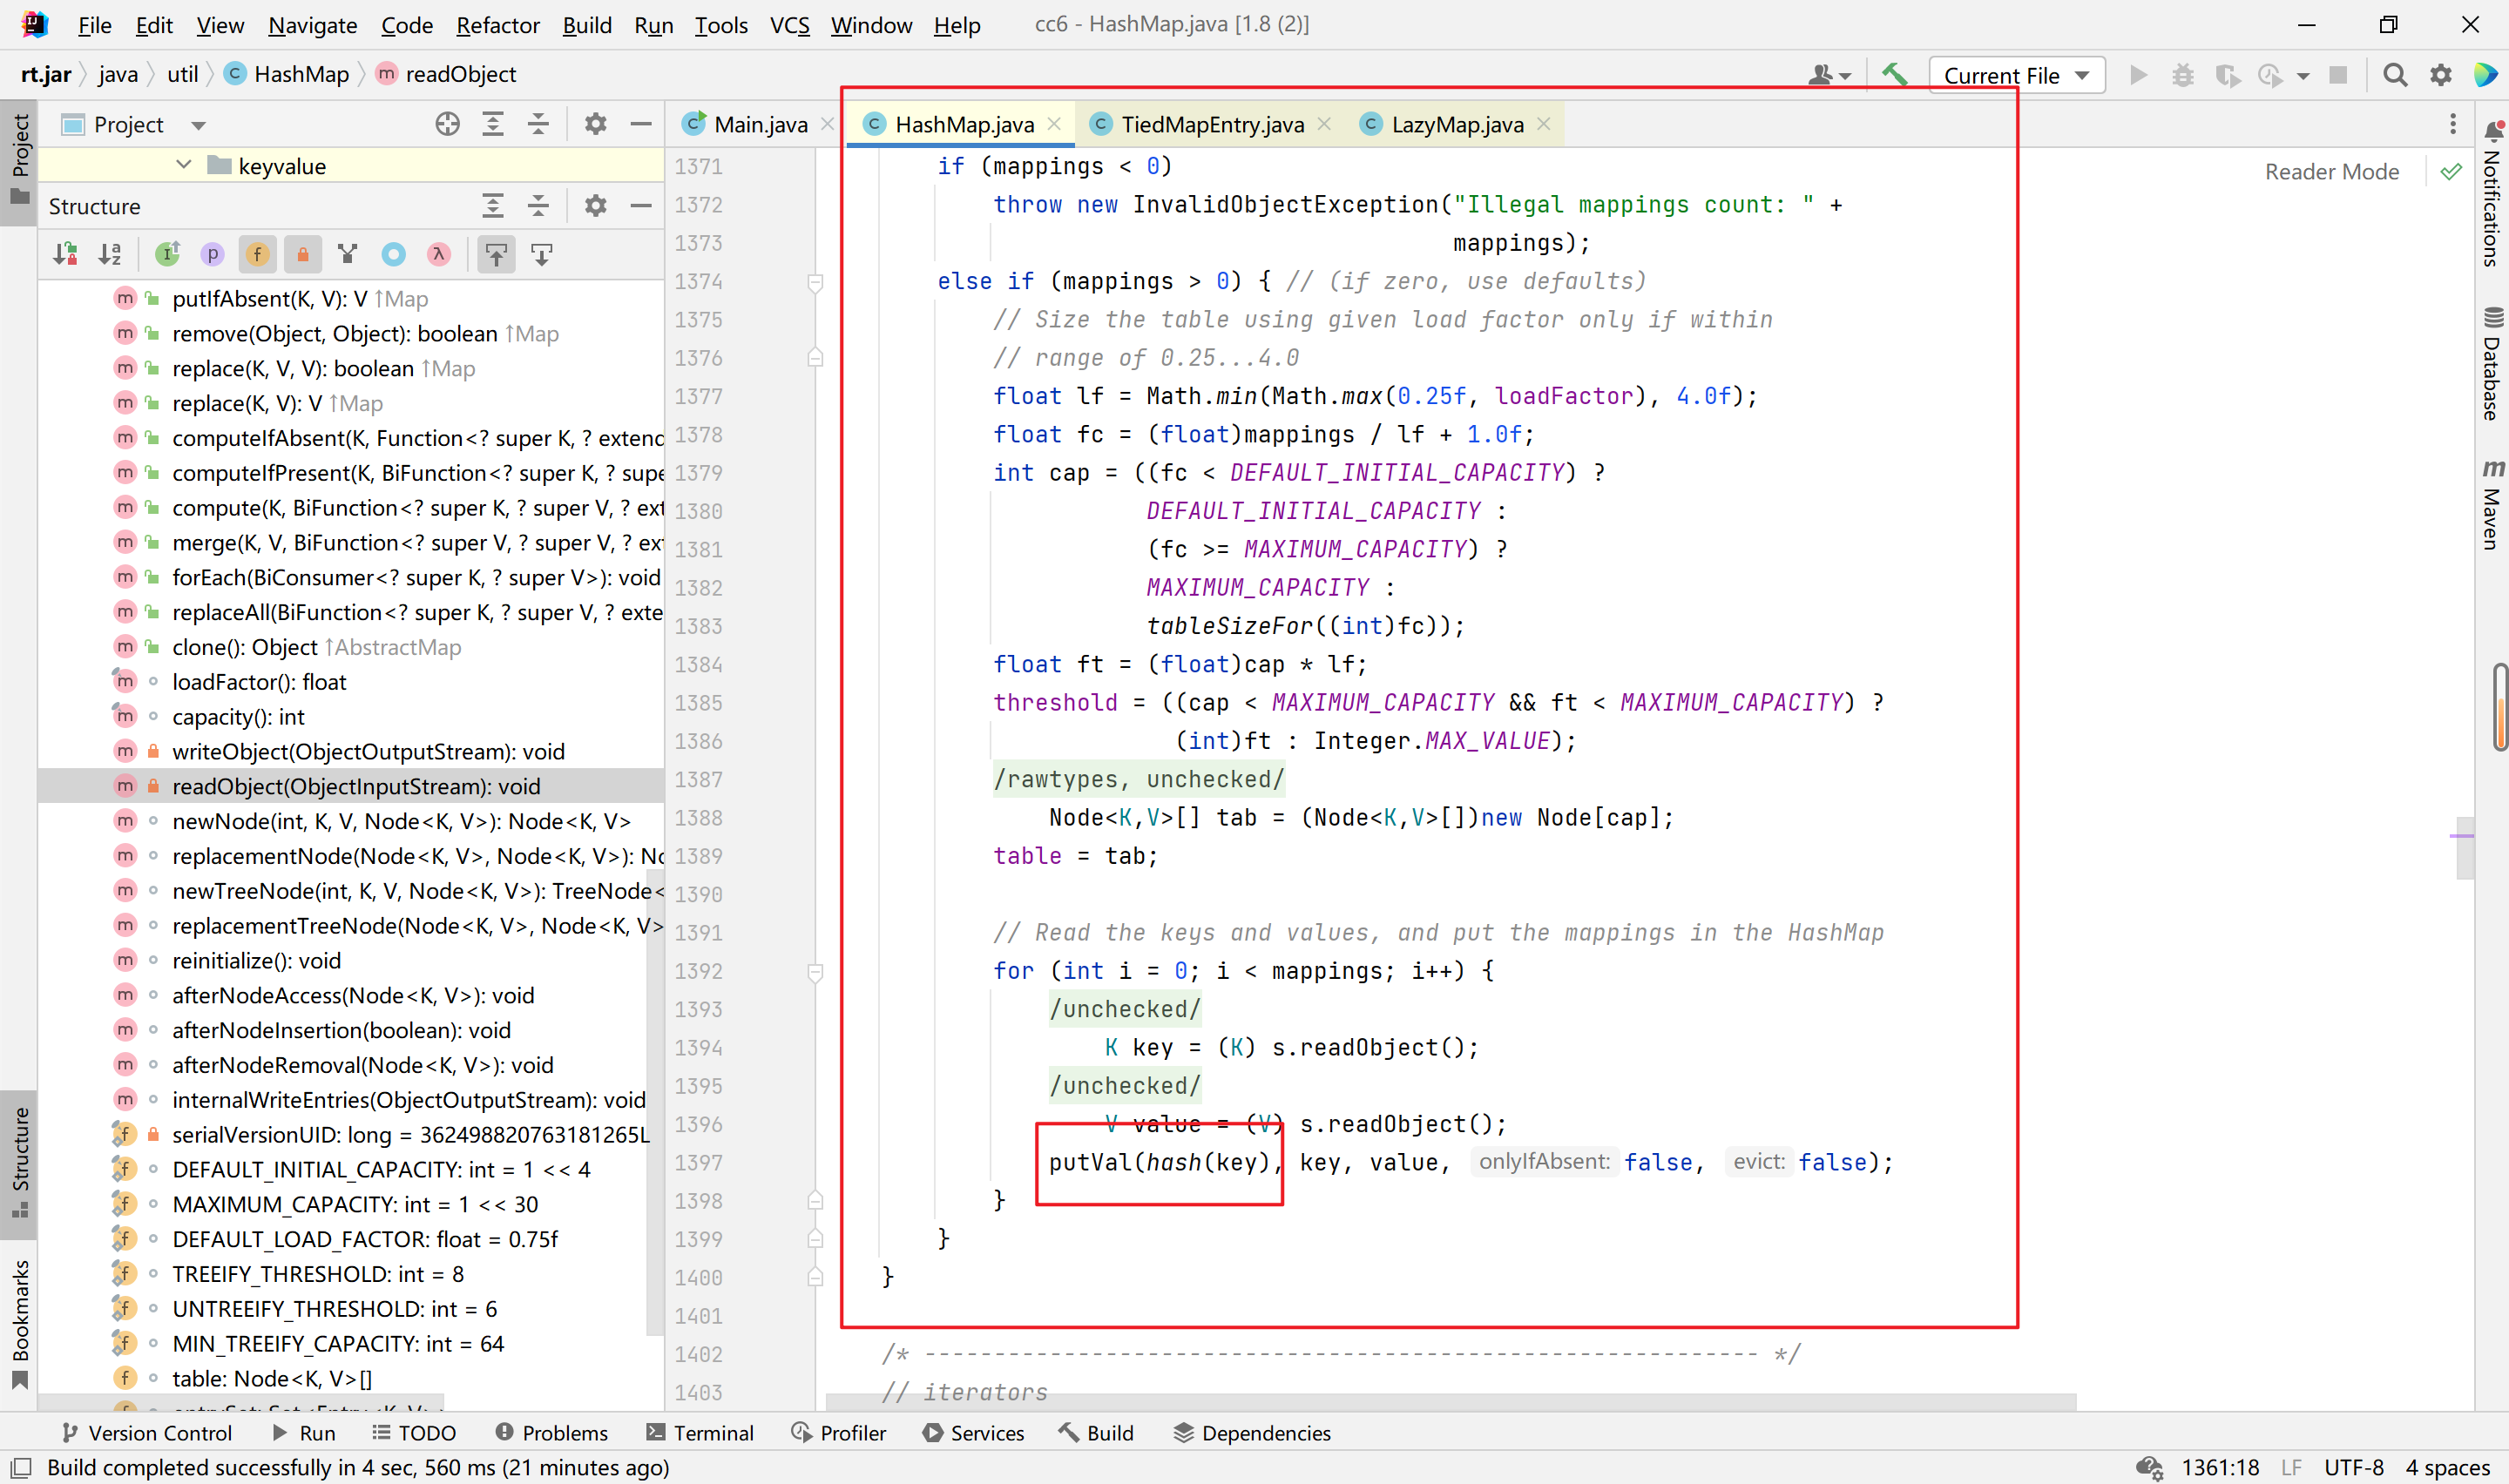 File Edit View Navigate Code Refactor Build Run Tools VCS Window Help cc6 - HashMap.java [1.8 (2)]
rt.jar java util HashMap readObject Current File
Project
Main.java HashMap.java TiedMapEntry.java LazyMap.java
keyvalue
Structure
putIfAbsent(K, V): V ↑Map
remove(Object, Object): boolean ↑Map
replace(K, V, V): boolean ↑Map
replace(K, V): V ↑Map
computeIfAbsent(K, Function<? super K, ? extend
computeIfPresent(K, BiFunction<? super K, ? supe
compute(K, BiFunction<? super K, ? super V, ? ext
merge(K, V, BiFunction<? super V, ? super V, ? ext
forEach(BiConsumer<? super K, ? super V>): void
replaceAll(BiFunction<? super K, ? super V, ? exte
clone(): Object ↑AbstractMap
loadFactor(): float
capacity(): int
writeObject(ObjectOutputStream): void
readObject(ObjectInputStream): void
newNode(int, K, V, Node<K, V>): Node<K, V>
replacementNode(Node<K, V>, Node<K, V>): No
newTreeNode(int, K, V, Node<K, V>): TreeNode<
replacementTreeNode(Node<K, V>, Node<K, V>
reinitialize(): void
afterNodeAccess(Node<K, V>): void
afterNodeInsertion(boolean): void
afterNodeRemoval(Node<K, V>): void
internalWriteEntries(ObjectOutputStream): void
serialVersionUID: long = 362498820763181265L
DEFAULT_INITIAL_CAPACITY: int = 1 << 4
MAXIMUM_CAPACITY: int = 1 << 30
DEFAULT_LOAD_FACTOR: float = 0.75f
TREEIFY_THRESHOLD: int = 8
UNTREEIFY_THRESHOLD: int = 6
MIN_TREEIFY_CAPACITY: int = 64
table: Node<K, V>[]
Reader Mode
1371 if (mappings < 0)
1372 throw new InvalidObjectException("Illegal mappings count: " +
1373 mappings);
1374 else if (mappings > 0) { // (if zero, use defaults)
1375 // Size the table using given load factor only if within
1376 // range of 0.25...4.0
1377 float lf = Math.min(Math.max(0.25f, loadFactor), 4.0f);
1378 float fc = (float)mappings / lf + 1.0f;
1379 int cap = ((fc < DEFAULT_INITIAL_CAPACITY) ?
1380 DEFAULT_INITIAL_CAPACITY :
1381 (fc >= MAXIMUM_CAPACITY) ?
1382 MAXIMUM_CAPACITY :
1383 tableSizeFor((int)fc));
1384 float ft = (float)cap * lf;
1385 threshold = ((cap < MAXIMUM_CAPACITY && ft < MAXIMUM_CAPACITY) ?
1386 (int)ft : Integer.MAX_VALUE);
1387 /rawtypes, unchecked/
1388 Node<K,V>[] tab = (Node<K,V>[])new Node[cap];
1389 table = tab;
1390
1391 // Read the keys and values, and put the mappings in the HashMap
1392 for (int i = 0; i < mappings; i++) {
1393 /unchecked/
1394 K key = (K) s.readObject();
1395 /unchecked/
1396 V value = (V) s.readObject();
1397 putVal(hash(key), key, value, onlyIfAbsent: false, evict: false);
1398 }
1399 }
1400 }
1401
1402 /* ------------------------------------------------------------ */
1403 // iterators
Project
Structure
Bookmarks
Notifications
Database
Maven
Version Control Run TODO Problems Terminal Profiler Services Build Dependencies
Build completed successfully in 4 sec, 560 ms (21 minutes ago) 1361:18 LF UTF-8 4 spaces